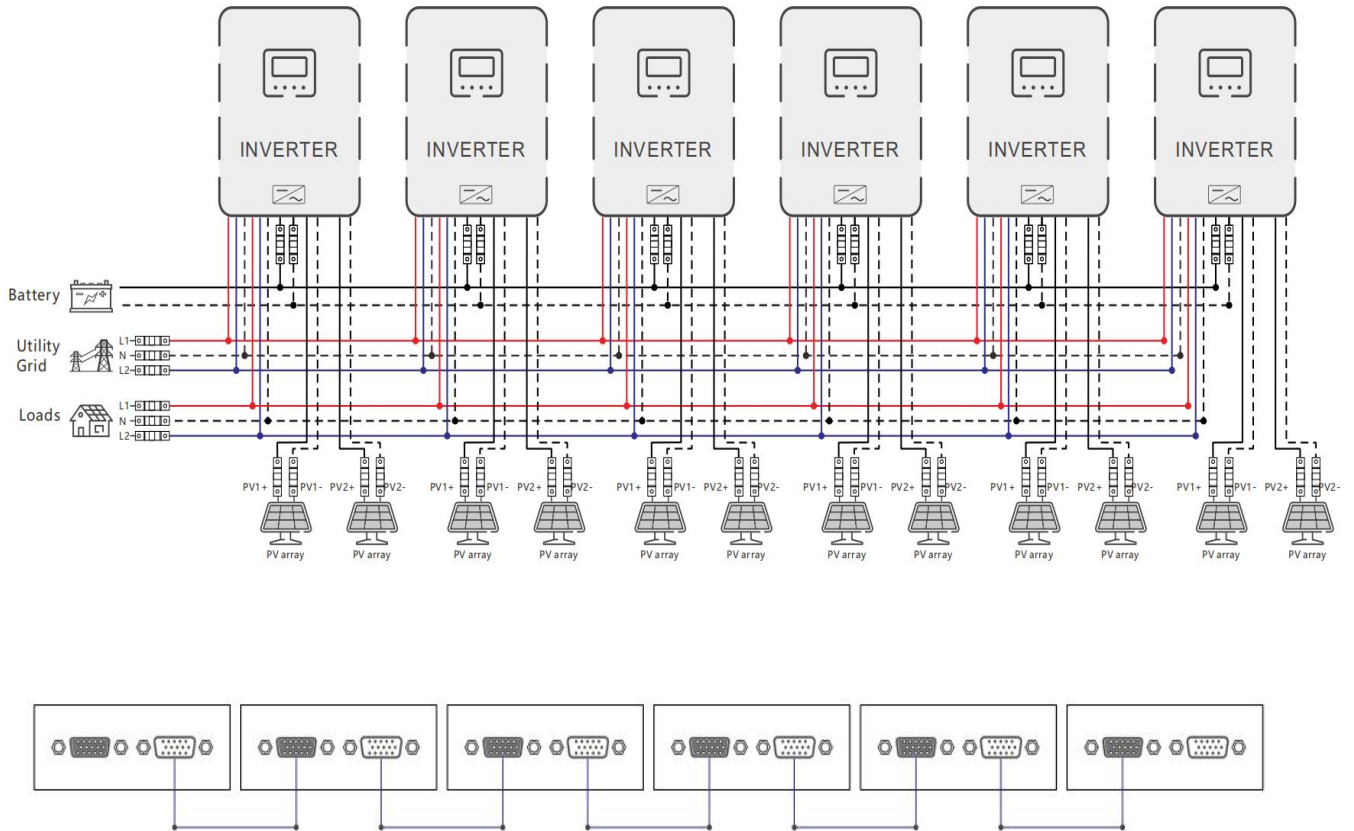 INVERTER INVERTER INVERTER INVERTER INVERTER INVERTER
Battery
Utility
Grid
L1
N
L2
Loads
L1
N
L2
PV1+ PV1- PV2+ PV2- PV1+ PV1- PV2+ PV2- PV1+ PV1- PV2+ PV2- PV1+ PV1- PV2+ PV2- PV1+ PV1- PV2+ PV2- PV1+ PV1- PV2+ PV2-
PV array PV array PV array PV array PV array PV array PV array PV array PV array PV array PV array PV array